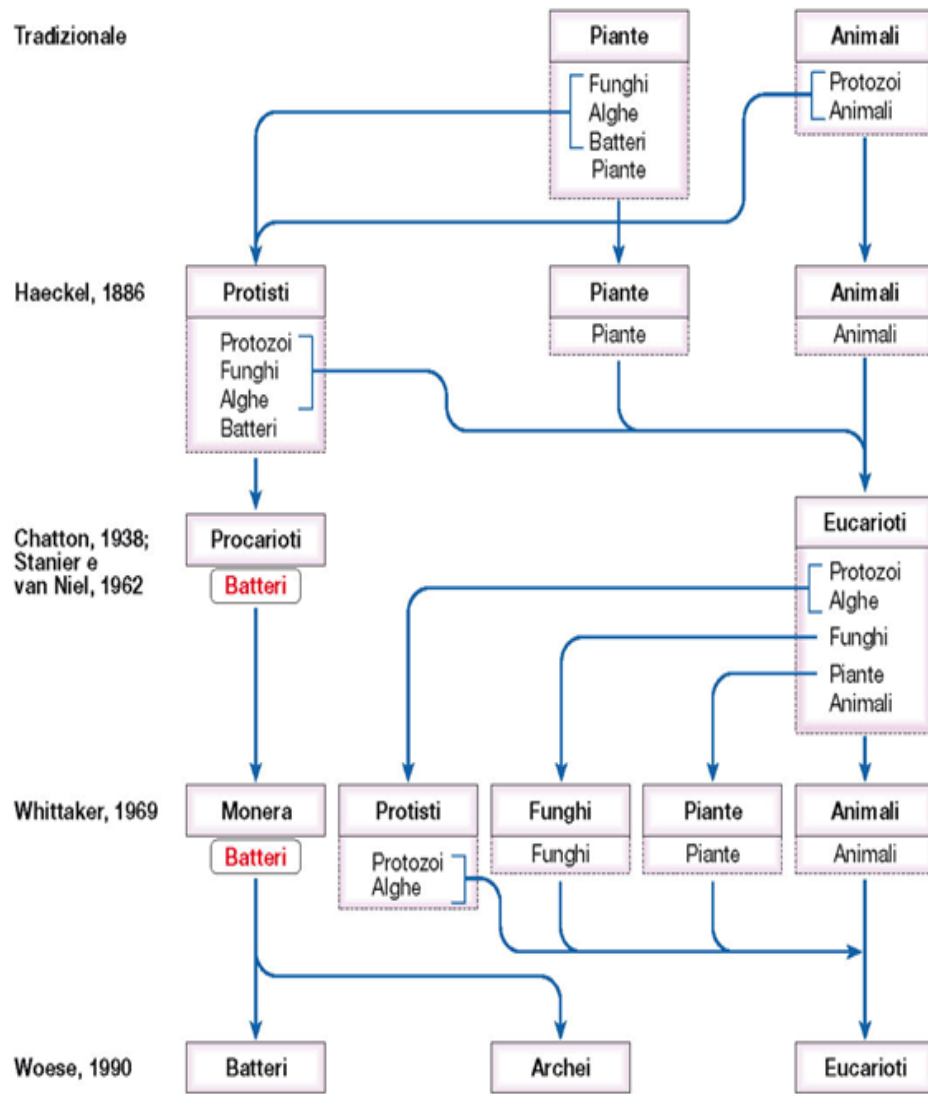 Tradizionale
Piante
Animali
Funghi
Alghe
Batteri
Piante
Protozoi
Animali
Haeckel, 1886
Protisti
Piante
Animali
Protozoi
Funghi
Alghe
Batteri
Piante
Animali
Chatton, 1938;
Stanier e
van Niel, 1962
Procarioti
Batteri
Eucarioti
Protozoi
Alghe
Funghi
Piante
Animali
Whittaker, 1969
Monera
Batteri
Protisti
Protozoi
Alghe
Funghi
Funghi
Piante
Piante
Animali
Animali
Woese, 1990
Batteri
Archei
Eucarioti